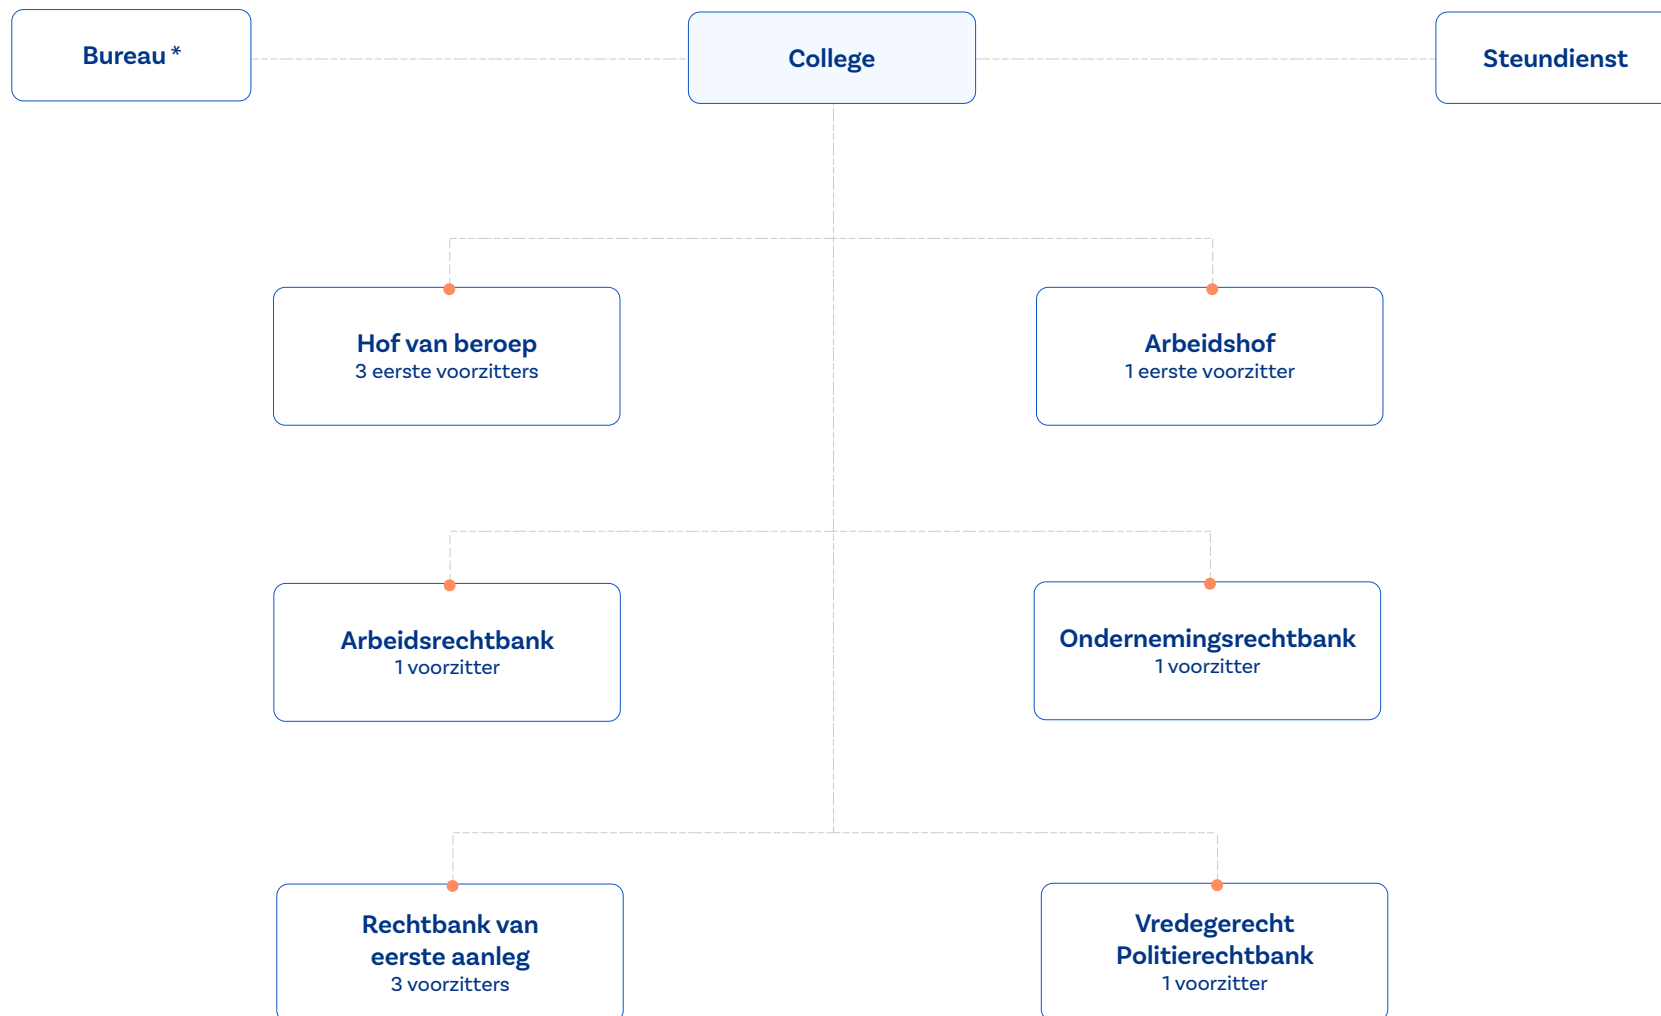 Bureau *
College
Steundienst
Hof van beroep
3 eerste voorzitters
Arbeidshof
1 eerste voorzitter
Arbeidsrechtbank
1 voorzitter
Ondernemingsrechtbank
1 voorzitter
Rechtbank van
eerste aanleg
3 voorzitters
Vredegerecht
Politierechtbank
1 voorzitter